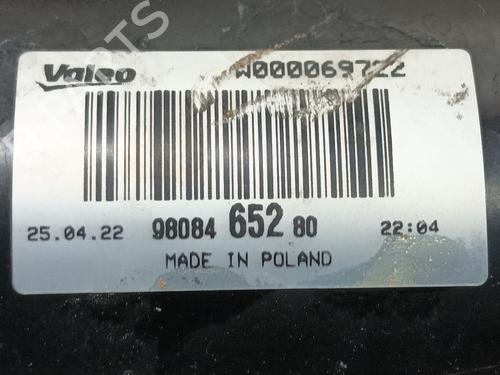 Valeo W000069722
25.04.22 98084 652 80 22:04
MADE IN POLAND